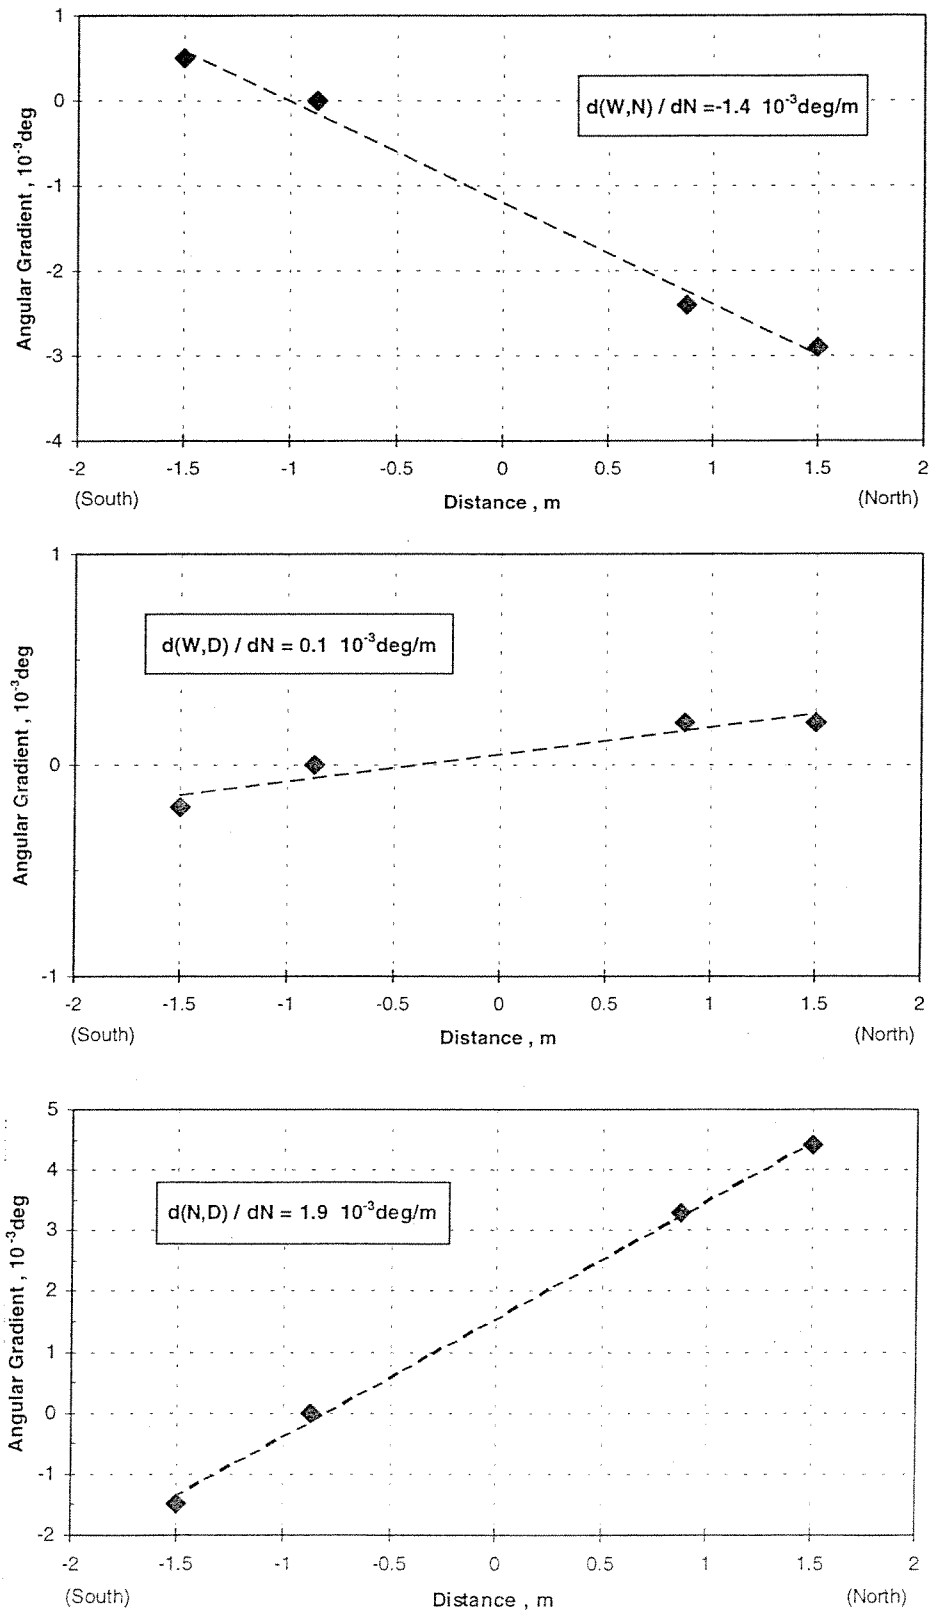 1
0
-1
-2
-3
-4
Angular Gradient , 10⁻³deg
d(W,N) / dN =-1.4 10⁻³deg/m
-2 -1.5 -1 -0.5 0 0.5 1 1.5 2
(South) Distance , m (North)
1
0
-1
Angular Gradient , 10⁻³deg
d(W,D) / dN = 0.1 10⁻³deg/m
-2 -1.5 -1 -0.5 0 0.5 1 1.5 2
(South) Distance , m (North)
5
4
3
2
1
0
-1
-2
Angular Gradient , 10⁻³deg
d(N,D) / dN = 1.9 10⁻³deg/m
-2 -1.5 -1 -0.5 0 0.5 1 1.5 2
(South) Distance , m (North)